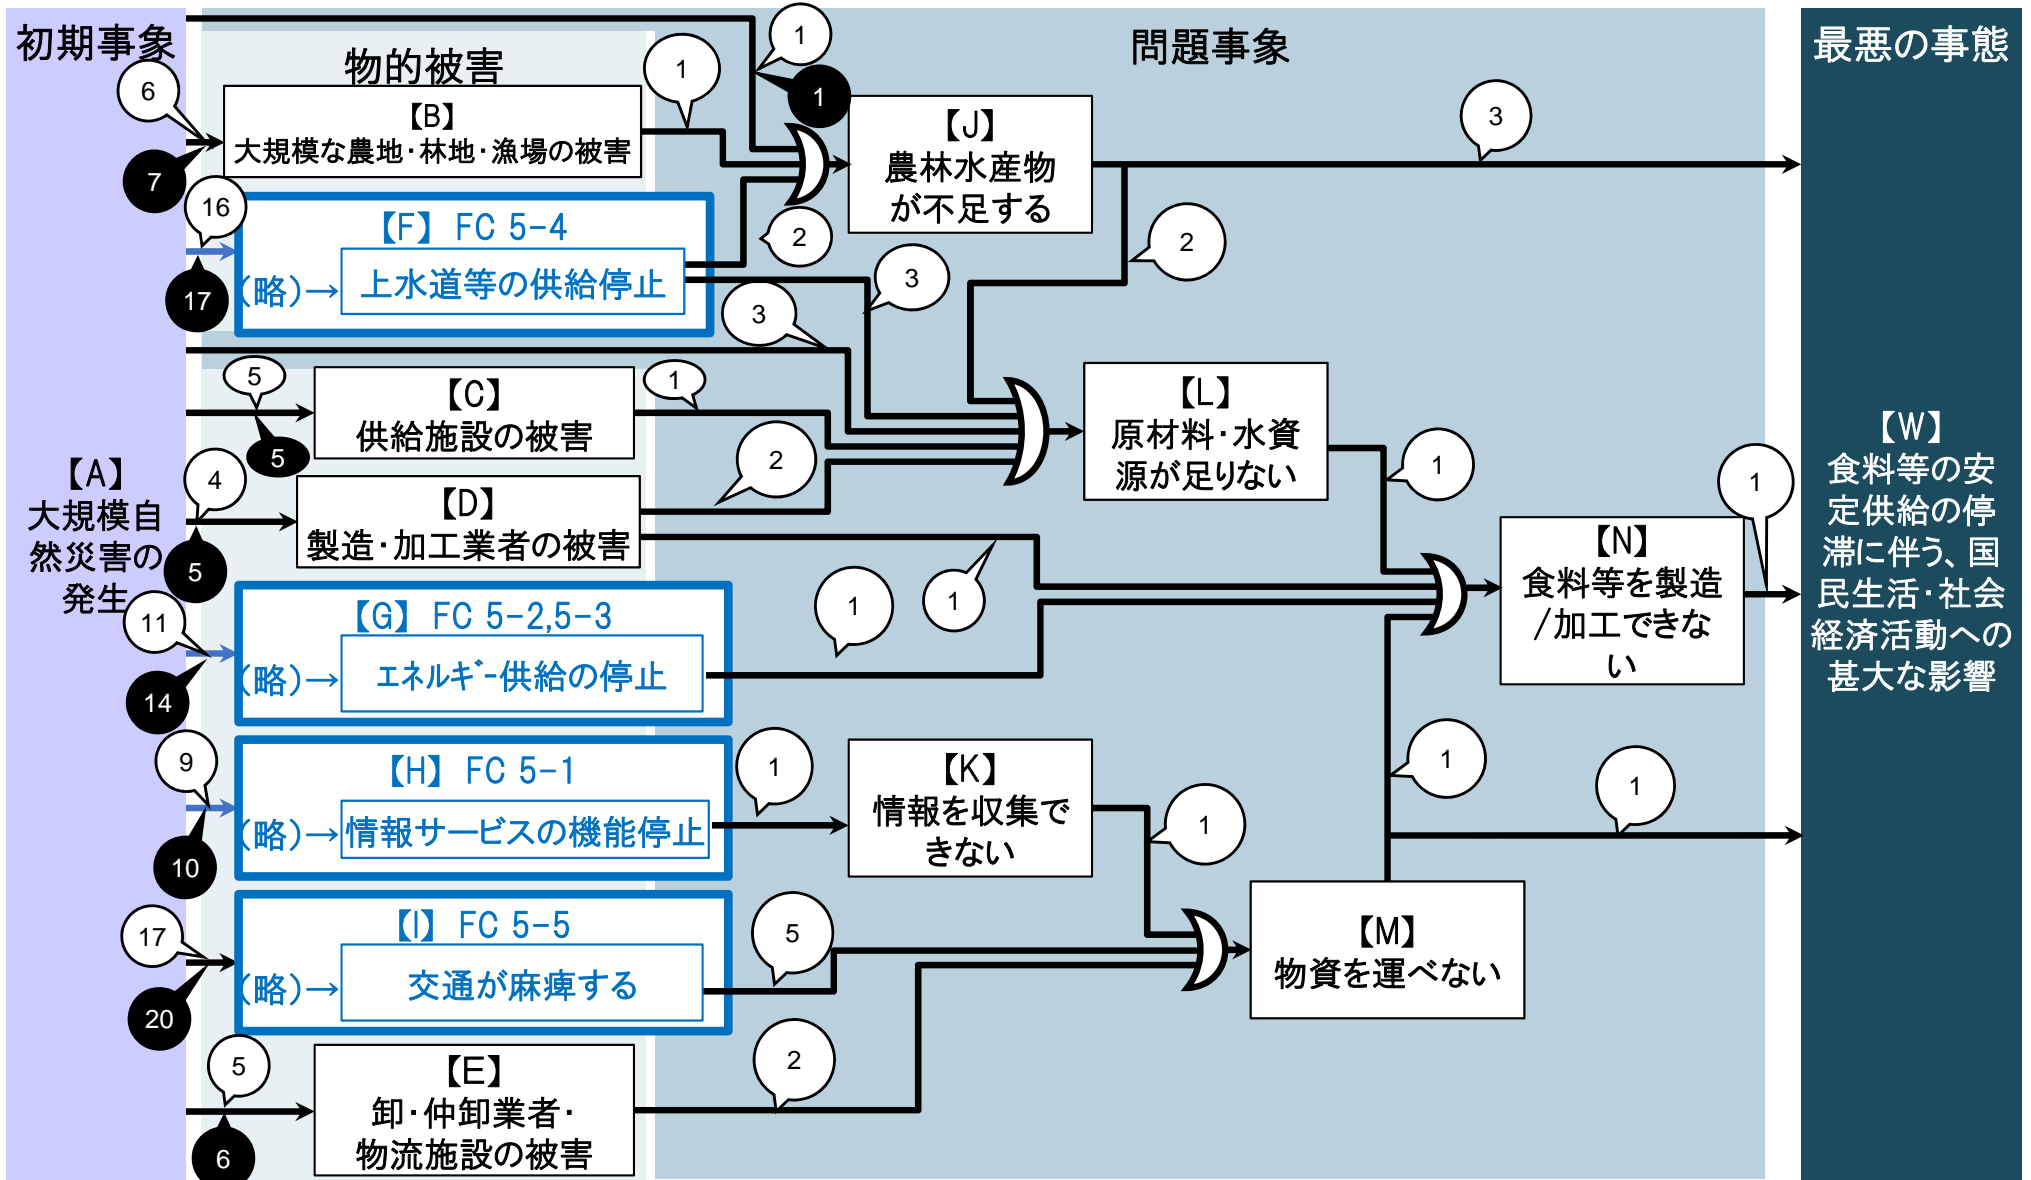 初期事象
物的被害
問題事象
最悪の事態
1
1
1
6
7
【B】
大規模な農地・林地・漁場の被害
【J】
農林水産物
が不足する
3
16
17
【F】 FC 5-4
(略)→
上水道等の供給停止
2
3
2
3
5
5
【C】
供給施設の被害
1
【L】
原材料・水資
源が足りない
1
【A】
大規模自
然災害の
発生
4
5
【D】
製造・加工業者の被害
2
1
【N】
食料等を製造
/加工できな
い
1
【W】
食料等の安
定供給の停
滞に伴う、国
民生活・社会
経済活動への
甚大な影響
11
14
【G】 FC 5-2,5-3
(略)→
エネルギー供給の停止
1
9
10
【H】 FC 5-1
(略)→
情報サービスの機能停止
1
【K】
情報を収集で
きない
1
1
1
17
20
【I】 FC 5-5
(略)→
交通が麻痺する
5
【M】
物資を運べない
5
6
【E】
卸・仲卸業者・
物流施設の被害
2